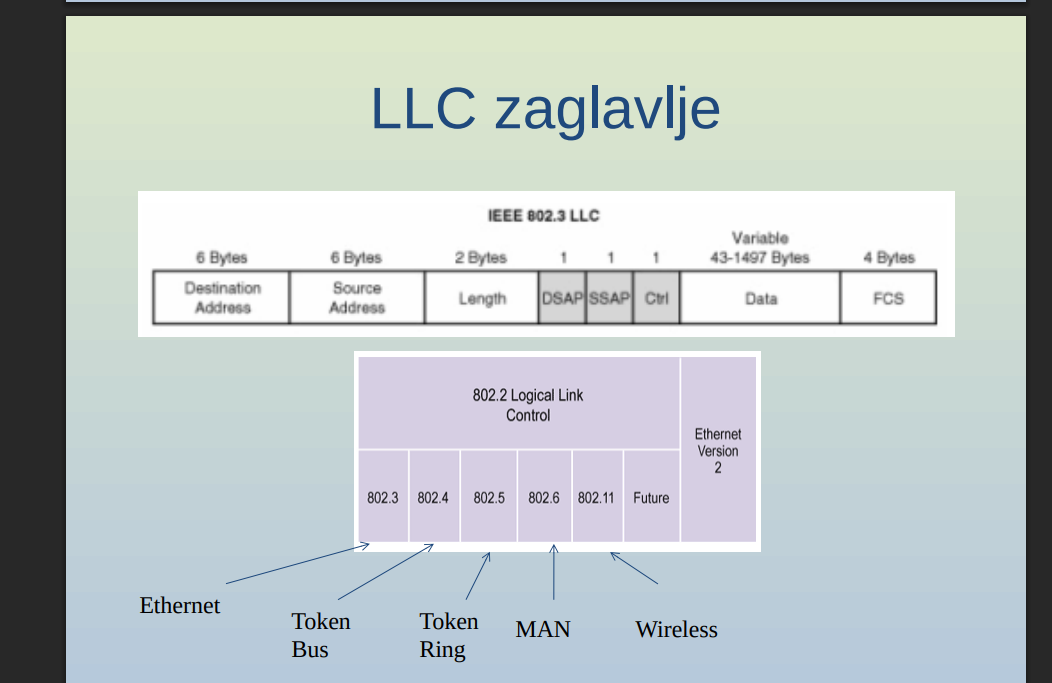 LLC zaglavlje
IEEE 802.3 LLC
Variable
6 Bytes 6 Bytes 2 Bytes 1 1 1 43-1497 Bytes 4 Bytes
Destination
Address
Source
Address
Length
DSAP
SSAP
Ctrl
Data
FCS
802.2 Logical Link
Control
Ethernet
Version
2
802.3 802.4 802.5 802.6 802.11 Future
Ethernet
Token
Bus
Token
Ring
MAN
Wireless